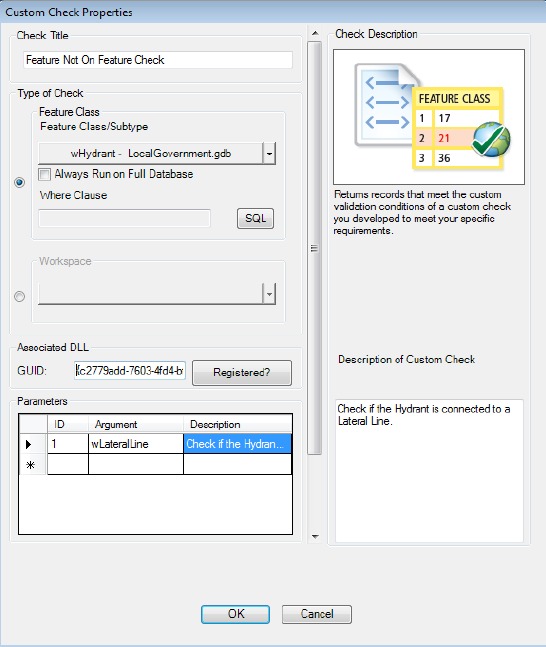 Custom Check Properties
Check Title
Feature Not On Feature Check
Type of Check
Feature Class
Feature Class/Subtype
wHydrant - LocalGovernment.gdb
Always Run on Full Database
Where Clause
SQL
Workspace
Associated DLL
GUID:
{c2779add-7603-4fd4-b
Registered?
Parameters
ID Argument Description
1 wLateralLine Check if the Hydran...
Check Description
FEATURE CLASS
1 17
2 21
3 36
Returns records that meet the custom
validation conditions of a custom check
you developed to meet your specific
requirements.
Description of Custom Check
Check if the Hydrant is connected to a
Lateral Line.
OK
Cancel